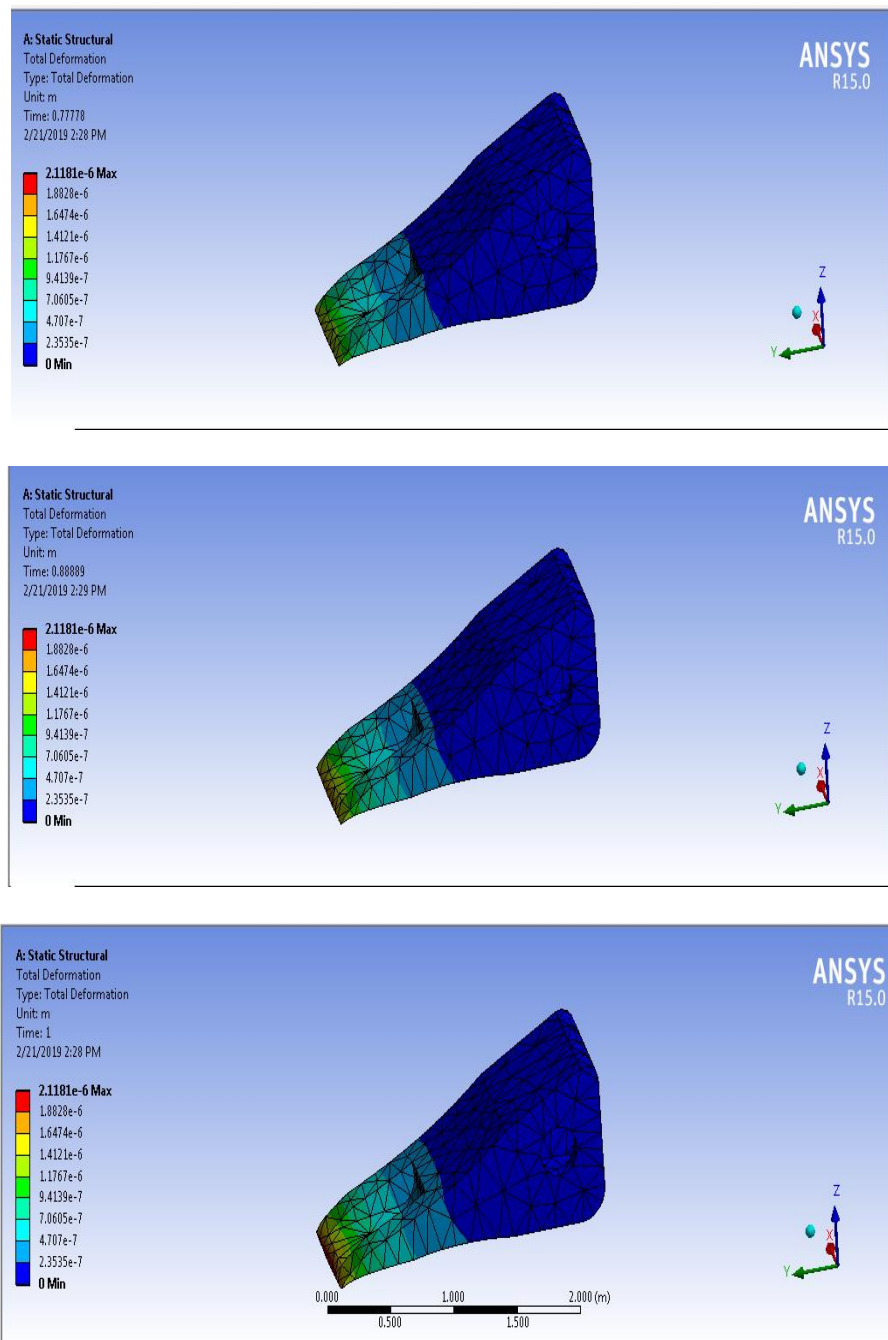 A: Static Structural
Total Deformation
Type: Total Deformation
Unit: m
Time: 0.77778
2/21/2019 2:28 PM
ANSYS
R15.0
2.1181e-6 Max
1.8828e-6
1.6474e-6
1.4121e-6
1.1767e-6
9.4139e-7
7.0605e-7
4.707e-7
2.3535e-7
0 Min
Z
X
Y
A: Static Structural
Total Deformation
Type: Total Deformation
Unit: m
Time: 0.88889
2/21/2019 2:29 PM
ANSYS
R15.0
2.1181e-6 Max
1.8828e-6
1.6474e-6
1.4121e-6
1.1767e-6
9.4139e-7
7.0605e-7
4.707e-7
2.3535e-7
0 Min
Z
X
Y
A: Static Structural
Total Deformation
Type: Total Deformation
Unit: m
Time: 1
2/21/2019 2:28 PM
ANSYS
R15.0
2.1181e-6 Max
1.8828e-6
1.6474e-6
1.4121e-6
1.1767e-6
9.4139e-7
7.0605e-7
4.707e-7
2.3535e-7
0 Min
Z
X
Y
0.000 1.000 2.000 (m)
0.500 1.500